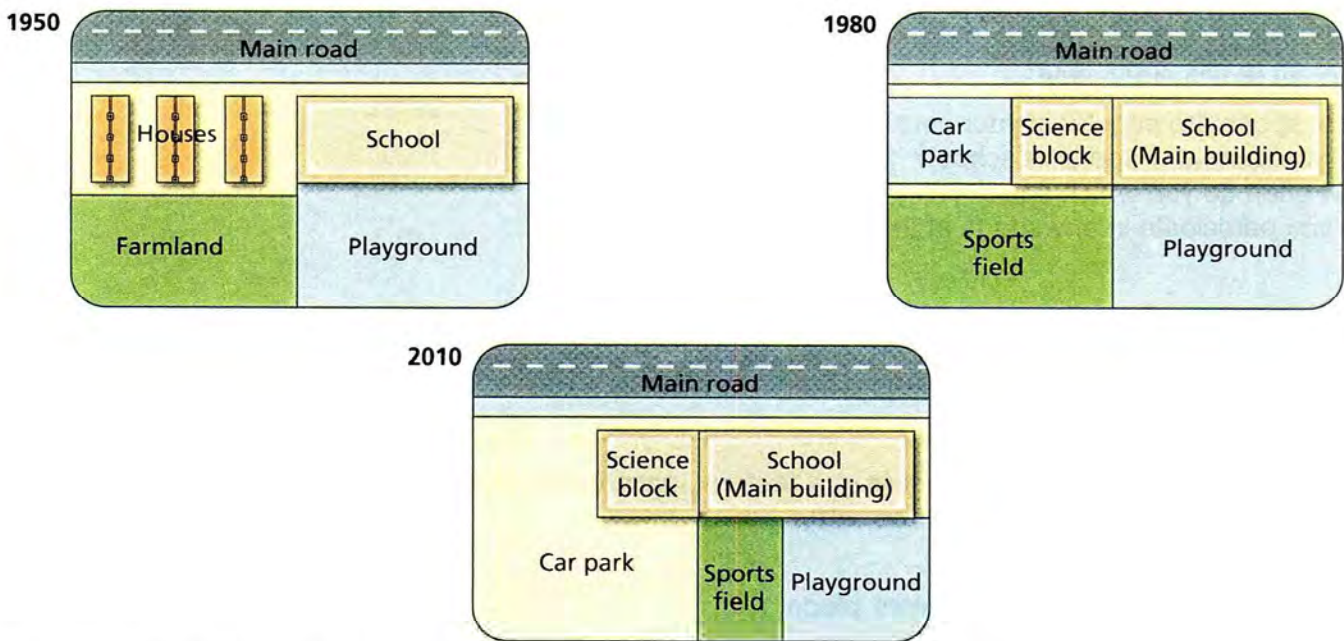 1950
Main road
Houses
School
Farmland
Playground
1980
Main road
Car
park
Science
block
School
(Main building)
Sports
field
Playground
2010
Main road
Science
block
School
(Main building)
Car park
Sports
field
Playground